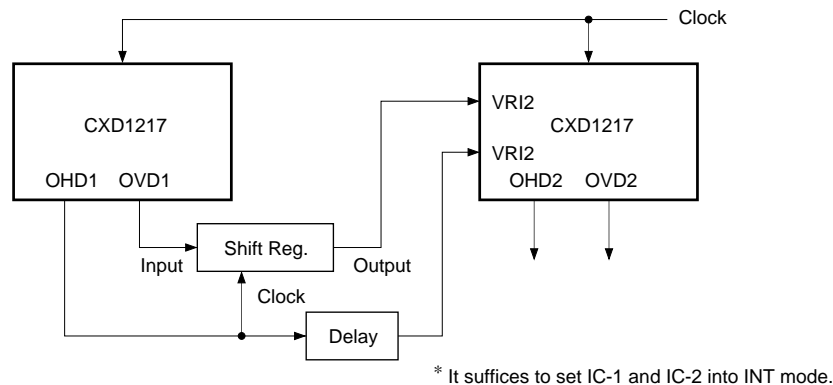 Clock
CXD1217
OHD1 OVD1
VRI2
CXD1217
VRI2
OHD2 OVD2
Shift Reg.
Input
Output
Clock
Delay
* It suffices to set IC-1 and IC-2 into INT mode.